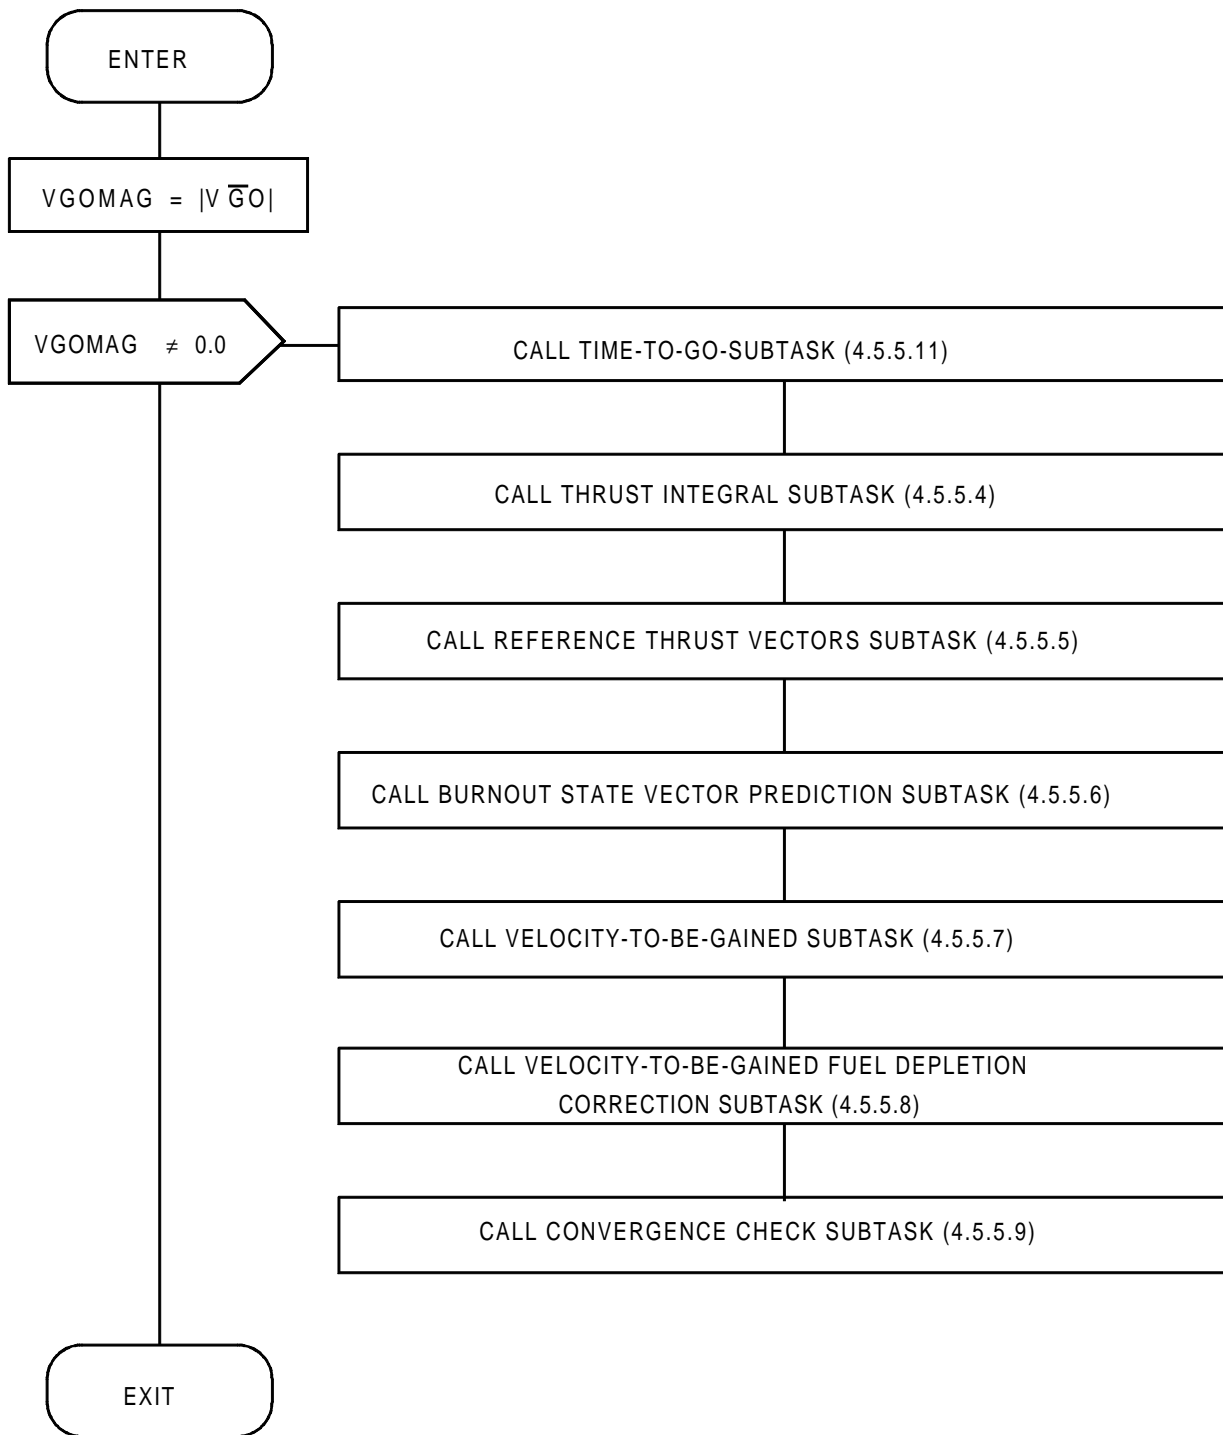 ENTER
VGOMAG = |V G̅O|
VGOMAG ≠ 0.0
CALL TIME-TO-GO-SUBTASK (4.5.5.11)
CALL THRUST INTEGRAL SUBTASK (4.5.5.4)
CALL REFERENCE THRUST VECTORS SUBTASK (4.5.5.5)
CALL BURNOUT STATE VECTOR PREDICTION SUBTASK (4.5.5.6)
CALL VELOCITY-TO-BE-GAINED SUBTASK (4.5.5.7)
CALL VELOCITY-TO-BE-GAINED FUEL DEPLETION
CORRECTION SUBTASK (4.5.5.8)
CALL CONVERGENCE CHECK SUBTASK (4.5.5.9)
EXIT